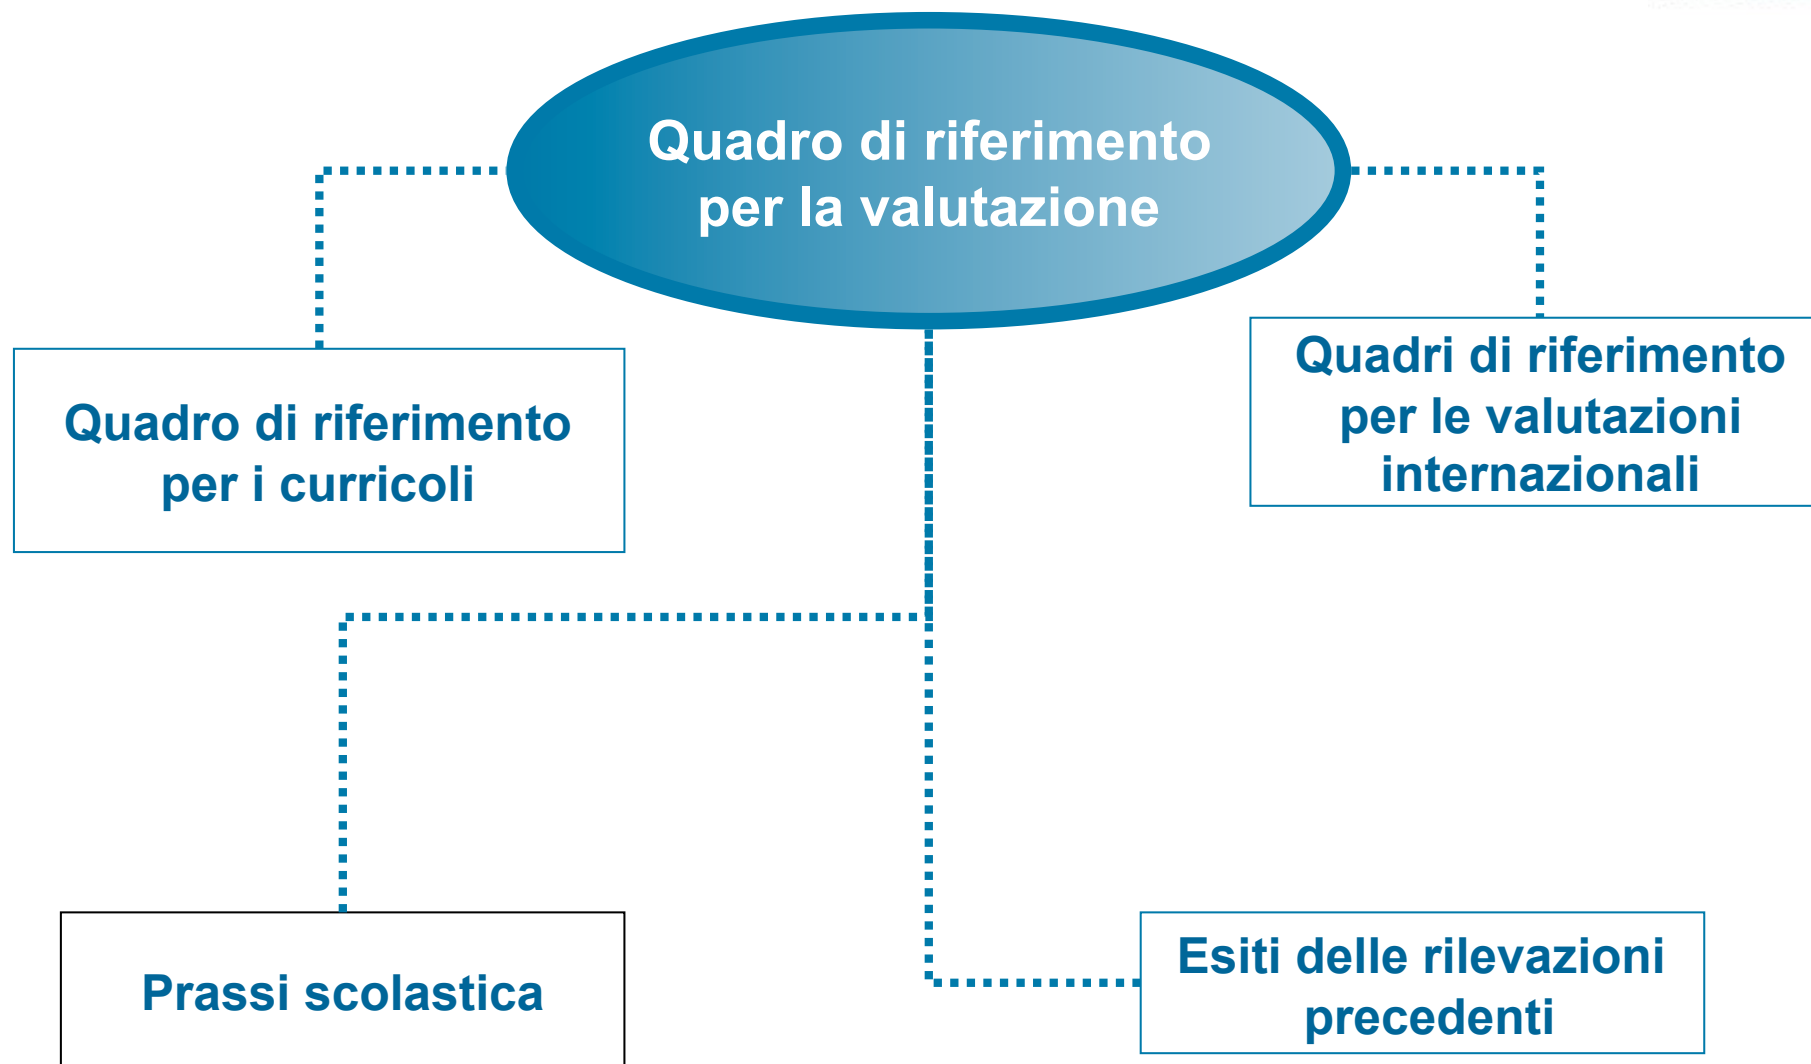 Quadro di riferimento
per la valutazione
Quadro di riferimento
per i curricoli
Quadri di riferimento
per le valutazioni
internazionali
Prassi scolastica
Esiti delle rilevazioni
precedenti